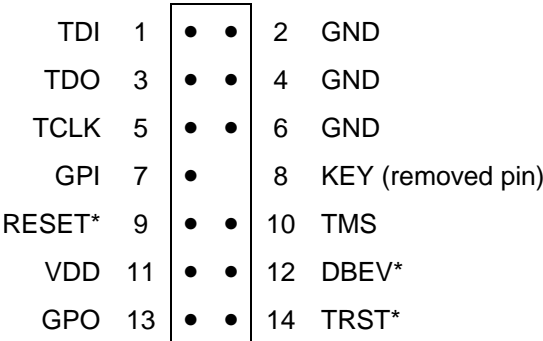 TDI 1 2 GND
TDO 3 4 GND
TCLK 5 6 GND
GPI 7 8 KEY (removed pin)
RESET* 9 10 TMS
VDD 11 12 DBEV*
GPO 13 14 TRST*